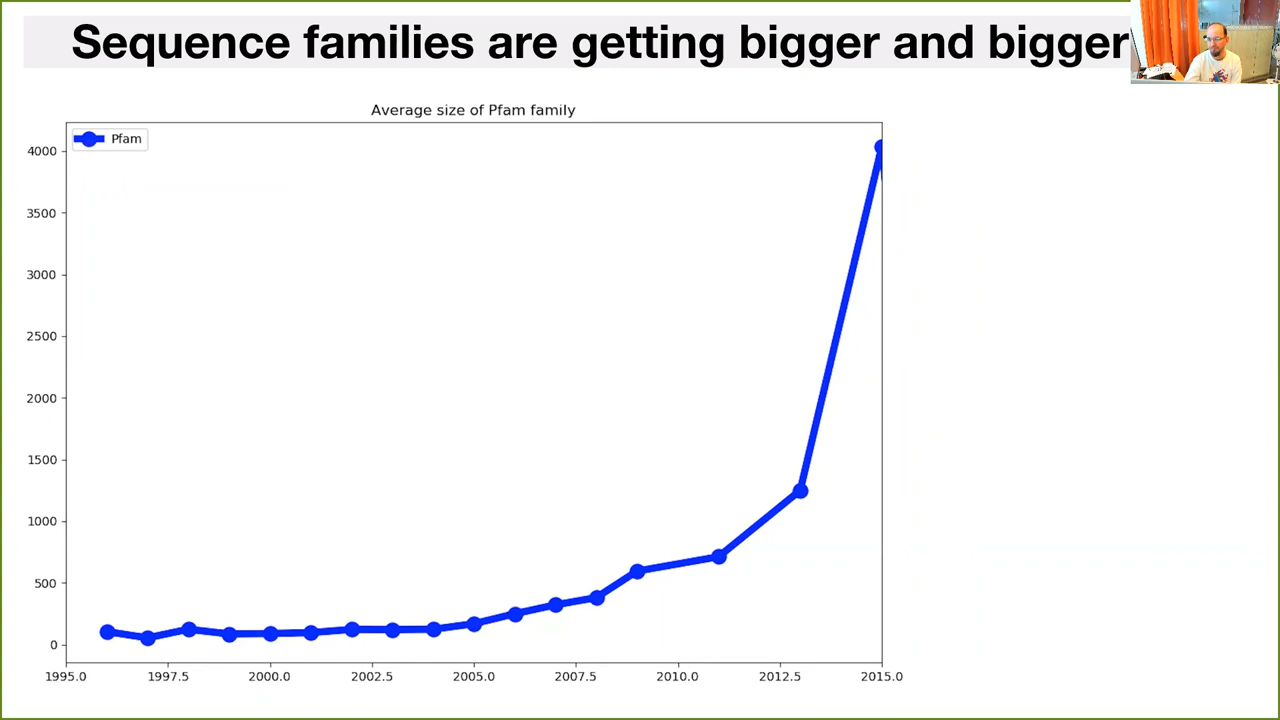 Sequence families are getting bigger and bigger
Average size of Pfam family
Pfam
4000
3500
3000
2500
2000
1500
1000
500
0
1995.0 1997.5 2000.0 2002.5 2005.0 2007.5 2010.0 2012.5 2015.0